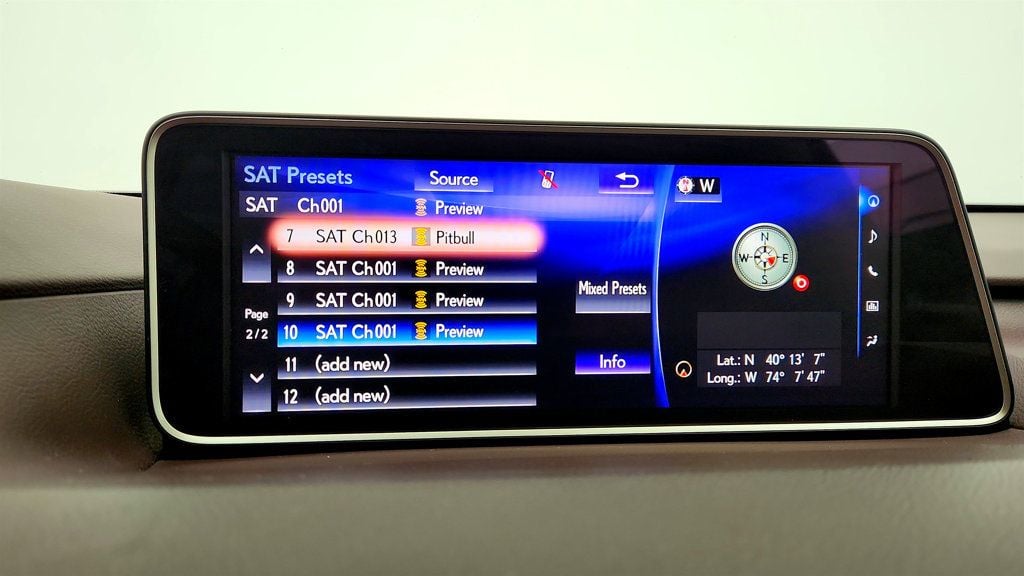 SAT Presets
Source
SAT Ch001 Preview
7 SAT Ch013 Pitbull
8 SAT Ch001 Preview
9 SAT Ch001 Preview
10 SAT Ch001 Preview
11 (add new)
12 (add new)
Page
2/2
Mixed Presets
Info
W
N
W E
S
Lat.: N 40° 13' 7"
Long.: W 74° 7' 47"